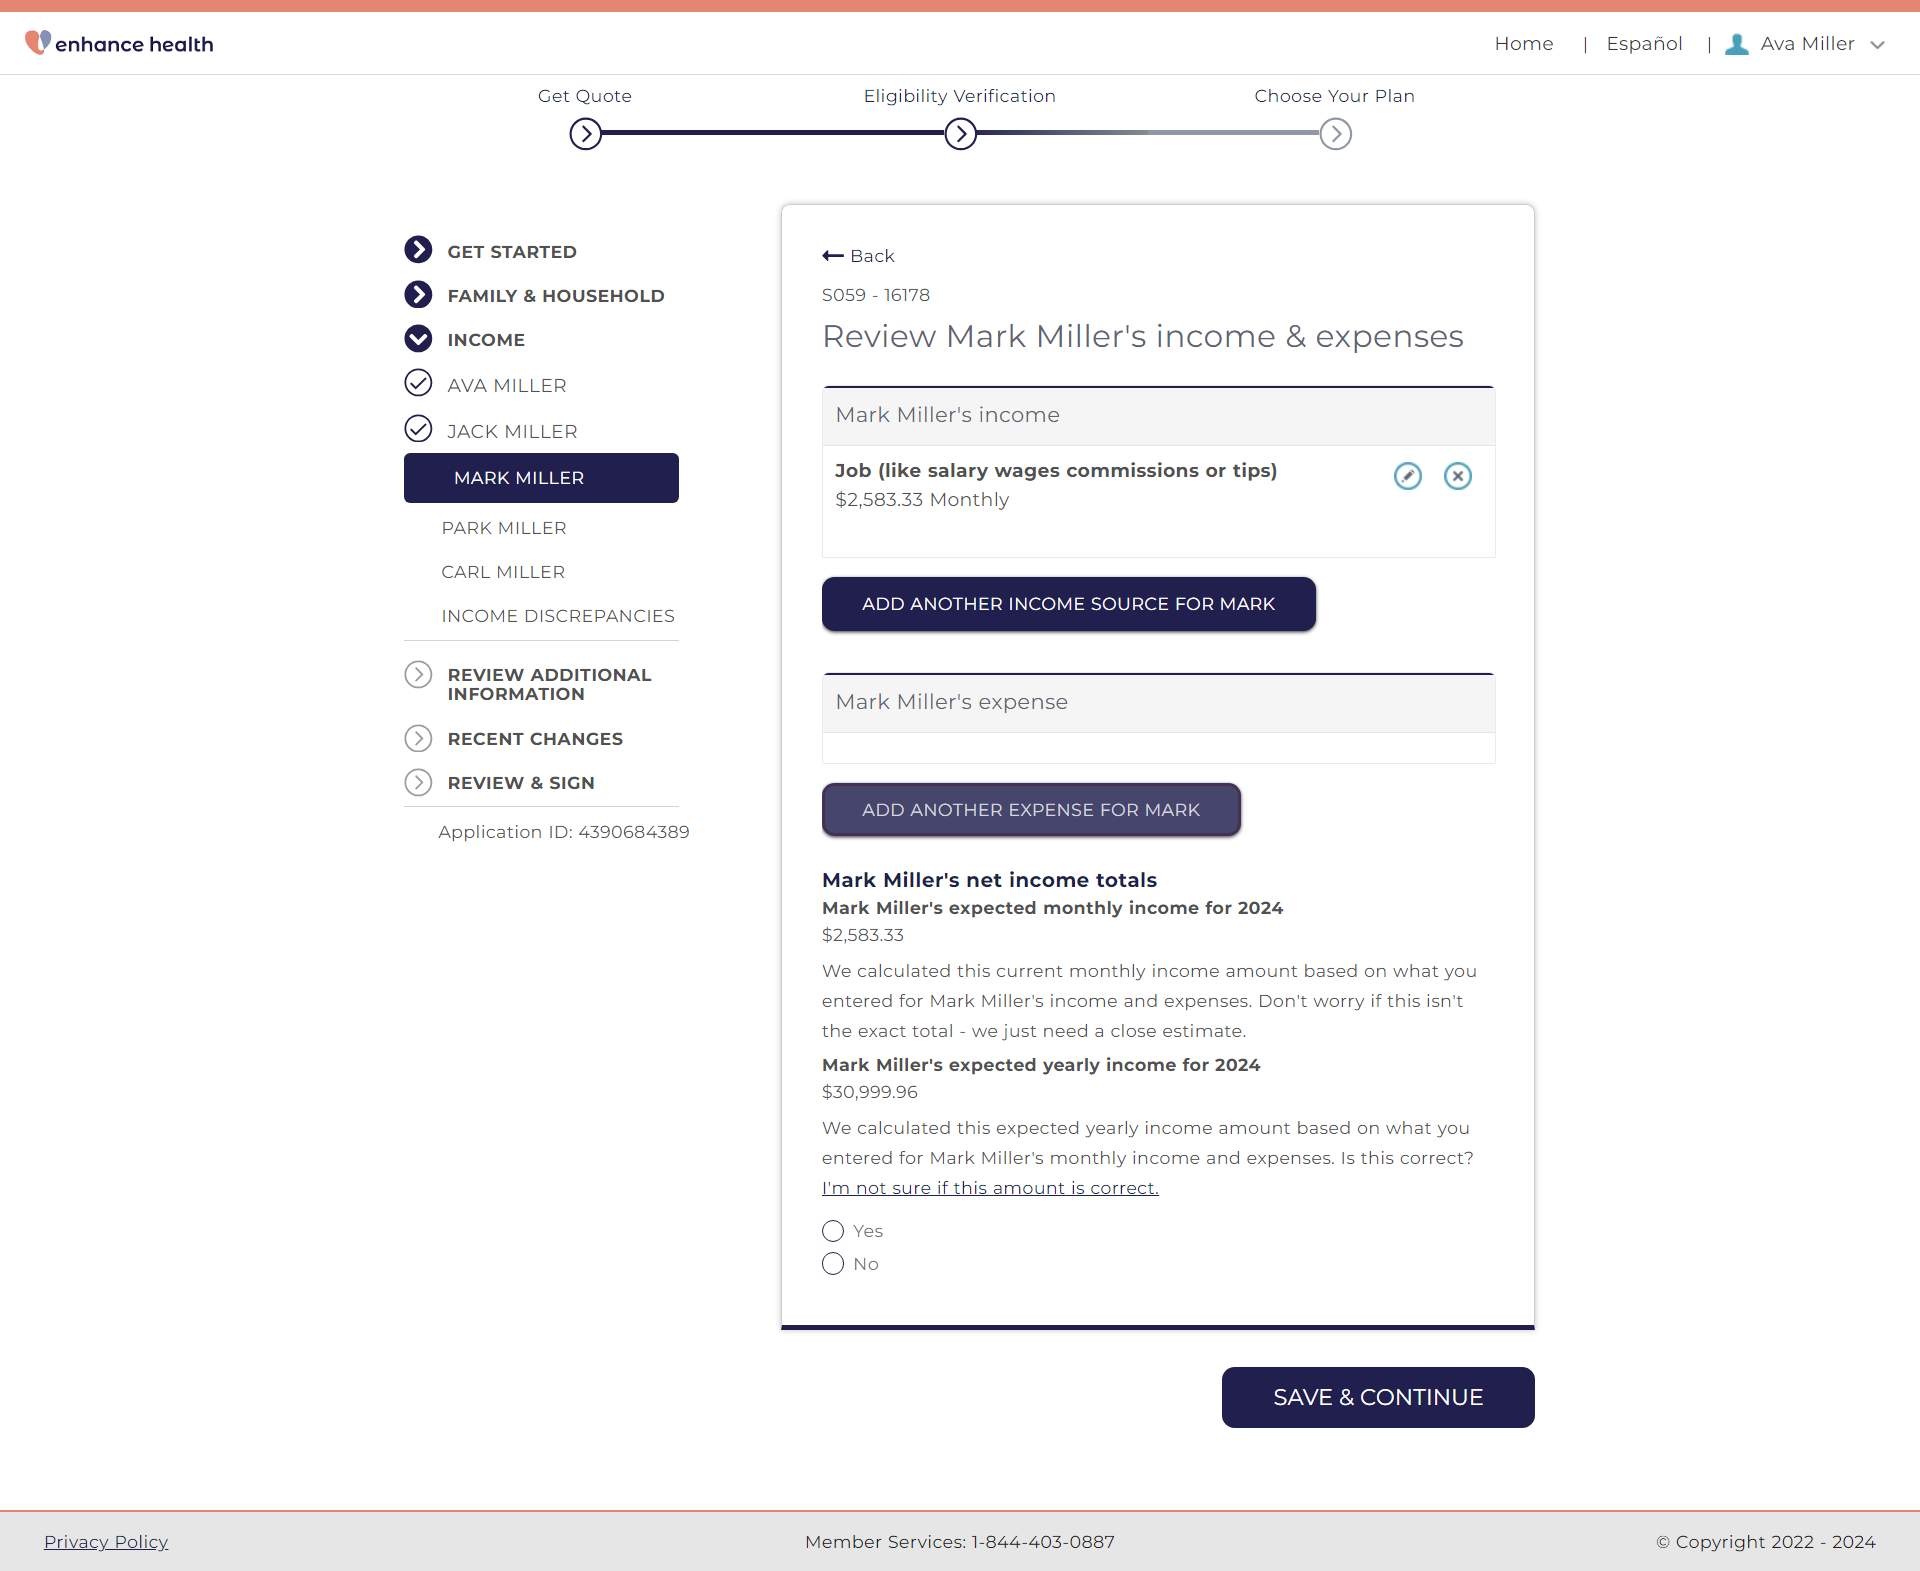 enhance health
Home | Español | Ava Miller
Get Quote
Eligibility Verification
Choose Your Plan
GET STARTED
FAMILY & HOUSEHOLD
INCOME
AVA MILLER
JACK MILLER
MARK MILLER
PARK MILLER
CARL MILLER
INCOME DISCREPANCIES
REVIEW ADDITIONAL
INFORMATION
RECENT CHANGES
REVIEW & SIGN
Application ID: 4390684389
Back
S059 - 16178
Review Mark Miller's income & expenses
Mark Miller's income
Job (like salary wages commissions or tips)
$2,583.33 Monthly
ADD ANOTHER INCOME SOURCE FOR MARK
Mark Miller's expense
ADD ANOTHER EXPENSE FOR MARK
Mark Miller's net income totals
Mark Miller's expected monthly income for 2024
$2,583.33
We calculated this current monthly income amount based on what you
entered for Mark Miller's income and expenses. Don't worry if this isn't
the exact total - we just need a close estimate.
Mark Miller's expected yearly income for 2024
$30,999.96
We calculated this expected yearly income amount based on what you
entered for Mark Miller's monthly income and expenses. Is this correct?
I'm not sure if this amount is correct.
Yes
No
SAVE & CONTINUE
Privacy Policy
Member Services: 1-844-403-0887
© Copyright 2022 - 2024